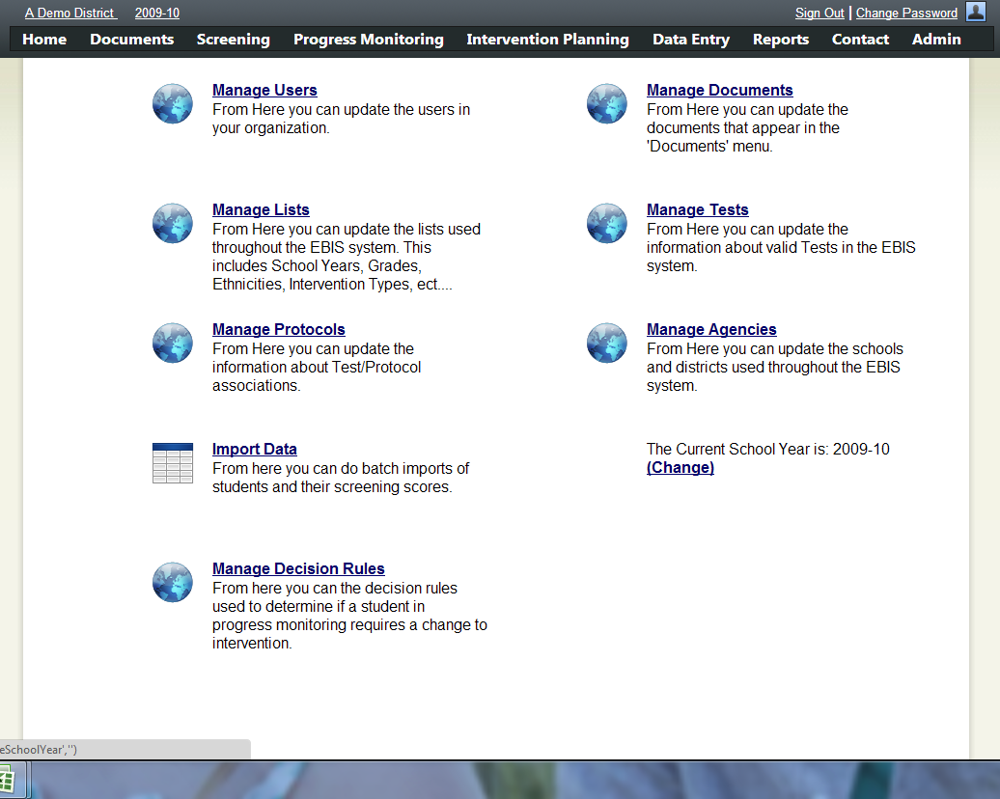 A Demo District 2009-10 Sign Out | Change Password
Home Documents Screening Progress Monitoring Intervention Planning Data Entry Reports Contact Admin
Manage Users
From Here you can update the users in
your organization.
Manage Documents
From Here you can update the
documents that appear in the
'Documents' menu.
Manage Lists
From Here you can update the lists used
throughout the EBIS system. This
includes School Years, Grades,
Ethnicities, Intervention Types, ect....
Manage Tests
From Here you can update the
information about valid Tests in the EBIS
system.
Manage Protocols
From Here you can update the
information about Test/Protocol
associations.
Manage Agencies
From Here you can update the schools
and districts used throughout the EBIS
system.
Import Data
From here you can do batch imports of
students and their screening scores.
The Current School Year is: 2009-10
(Change)
Manage Decision Rules
From here you can the decision rules
used to determine if a student in
progress monitoring requires a change to
intervention.
eSchoolYear','')